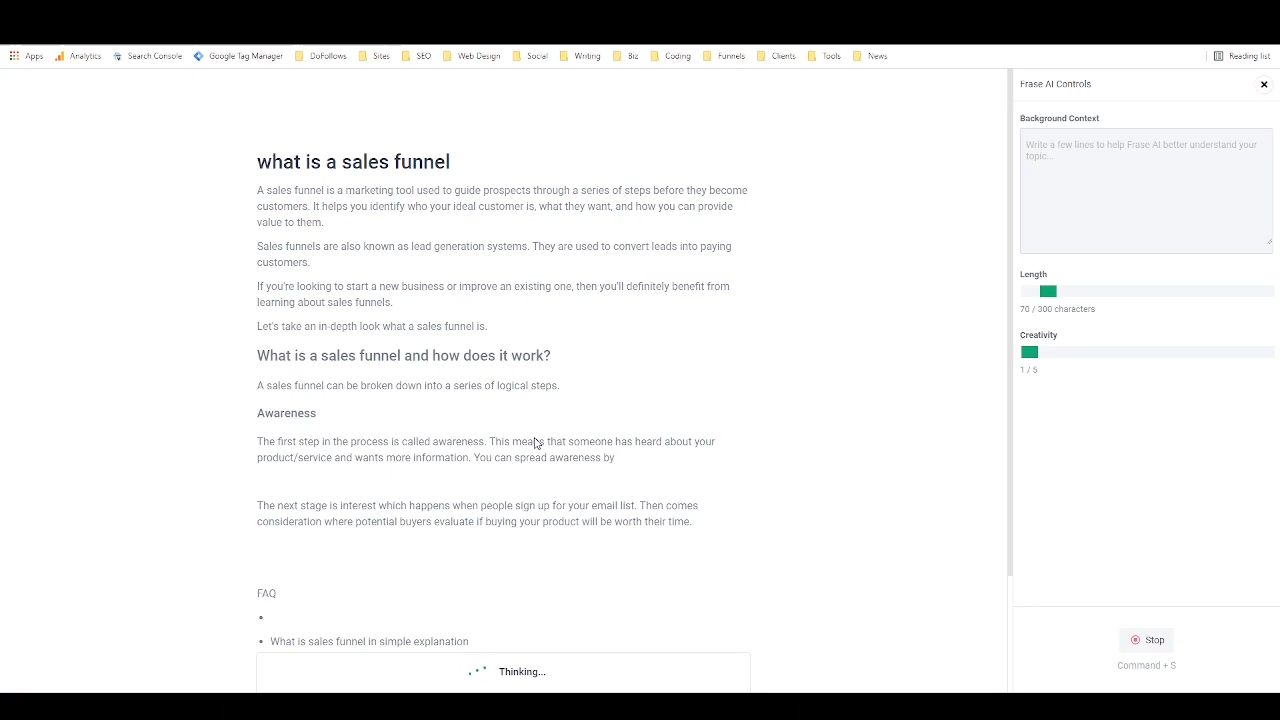 Apps Analytics Search Console Google Tag Manager DoFollows Sites SEO Web Design Social Writing Biz Coding Funnels Clients Tools News Reading list
Frase AI Controls
Background Context
Write a few lines to help Frase AI better understand your
topic...
Length
70 / 300 characters
Creativity
1 / 5
Stop
Command + S
what is a sales funnel
A sales funnel is a marketing tool used to guide prospects through a series of steps before they become
customers. It helps you identify who your ideal customer is, what they want, and how you can provide
value to them.
Sales funnels are also known as lead generation systems. They are used to convert leads into paying
customers.
If you're looking to start a new business or improve an existing one, then you'll definitely benefit from
learning about sales funnels.
Let's take an in-depth look what a sales funnel is.
What is a sales funnel and how does it work?
A sales funnel can be broken down into a series of logical steps.
Awareness
The first step in the process is called awareness. This means that someone has heard about your
product/service and wants more information. You can spread awareness by
The next stage is interest which happens when people sign up for your email list. Then comes
consideration where potential buyers evaluate if buying your product will be worth their time.
FAQ
•
• What is sales funnel in simple explanation
Thinking...